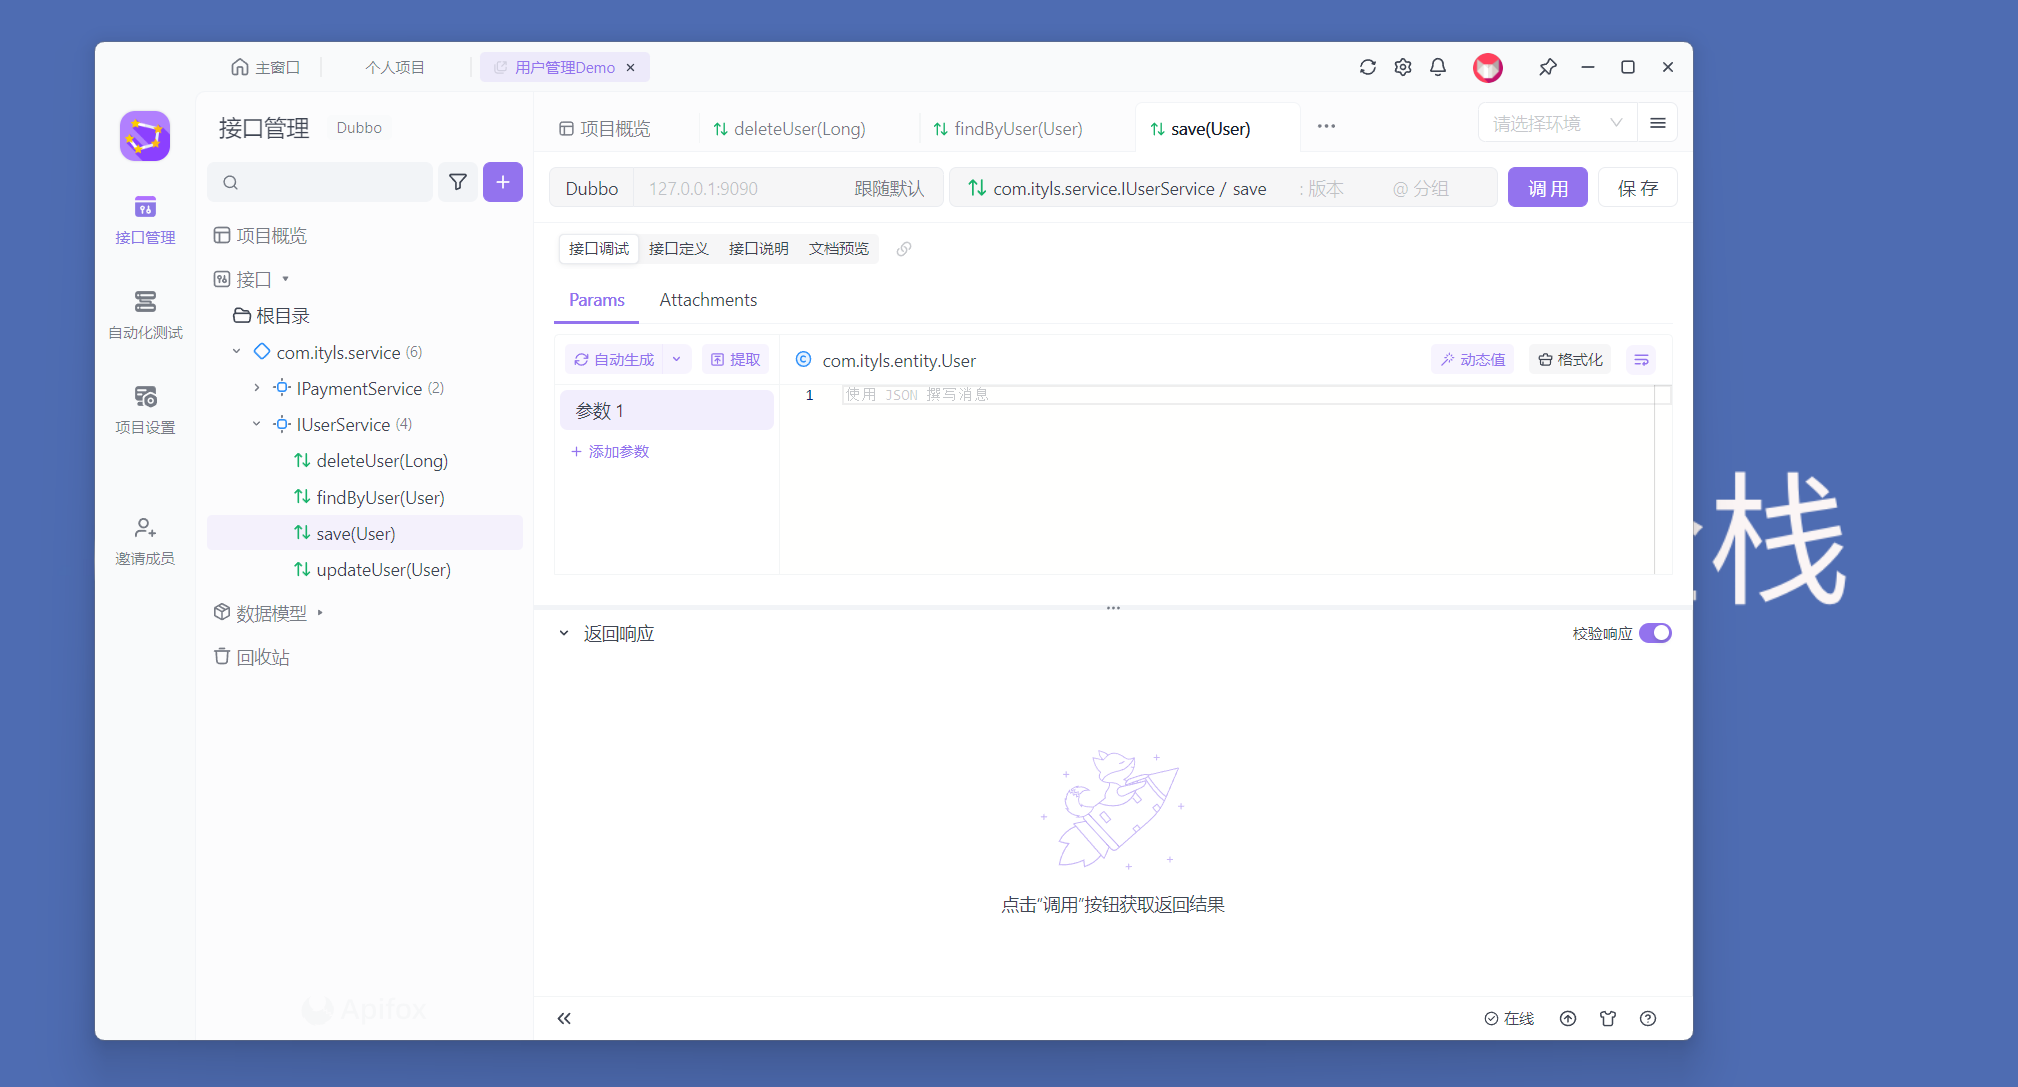 主窗口
个人项目
用户管理Demo
接口管理 Dubbo
接口管理
自动化测试
项目设置
邀请成员
项目概览
接口
根目录
com.ityls.service (6)
IPaymentService (2)
IUserService (4)
deleteUser(Long)
findByUser(User)
save(User)
updateUser(User)
数据模型
回收站
Apifox
项目概览
deleteUser(Long)
findByUser(User)
save(User)
请选择环境
Dubbo 127.0.0.1:9090 跟随默认
com.ityls.service.IUserService / save : 版本 @ 分组
调 用
保 存
接口调试 接口定义 接口说明 文档预览
Params Attachments
自动生成 提取
com.ityls.entity.User
动态值 格式化
参数 1
添加参数
1 使用 JSON 撰写消息
返回响应
校验响应
点击“调用”按钮获取返回结果
在线
栈